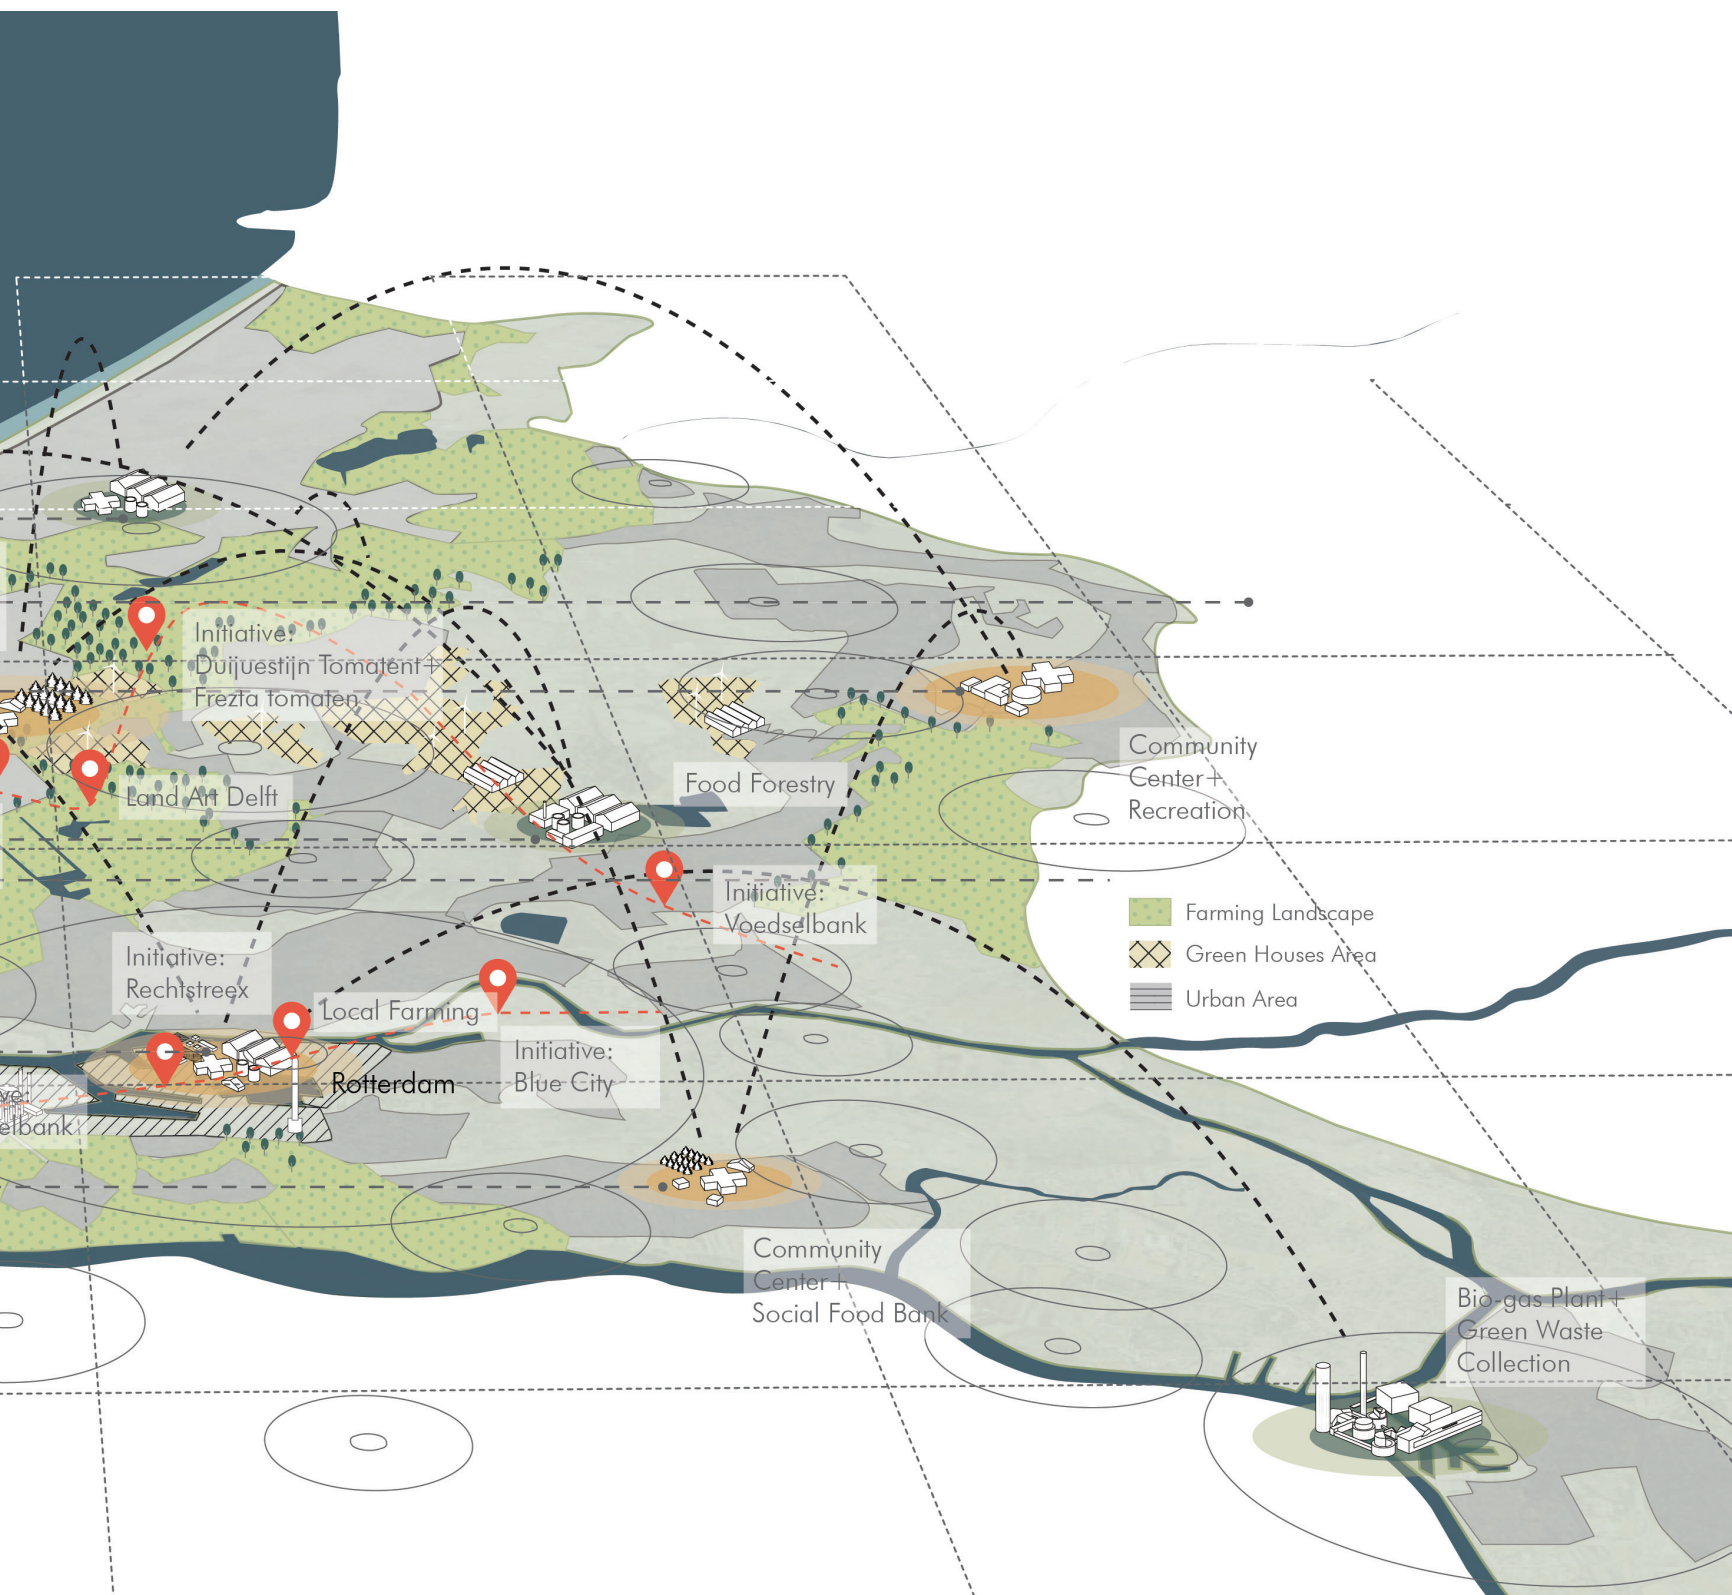 Initiative:
Duijuestijn Tomatent+
Frezta tomaten
Community
Center+
Recreation
Food Forestry
Land Art Delft
Initiative:
Voedselbank
Farming Landscape
Green Houses Area
Urban Area
Initiative:
Rechtstreex
Local Farming
Initiative:
Blue City
Rotterdam
Community
Center+
Social Food Bank
Bio-gas Plant+
Green Waste
Collection